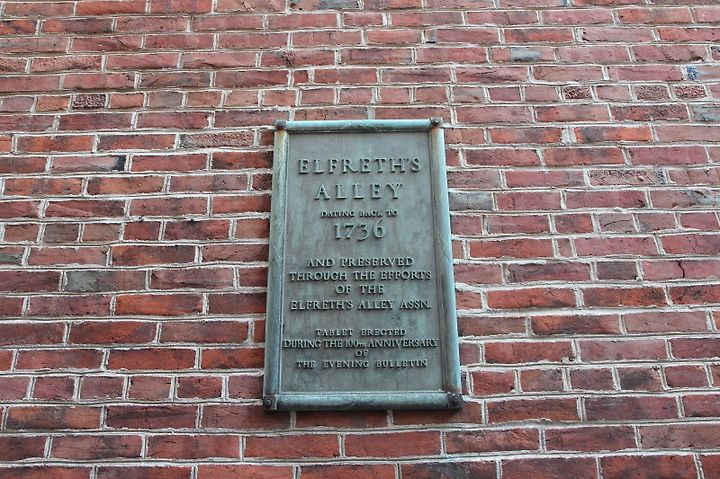 ELFRETH'S
ALLEY
DATING BACK TO
1736
AND PRESERVED
THROUGH THE EFFORTS
OF THE
ELFRETH'S ALLEY ASSN.
TABLET ERECTED
DURING THE 100TH ANNIVERSARY
OF
THE EVENING BULLETIN